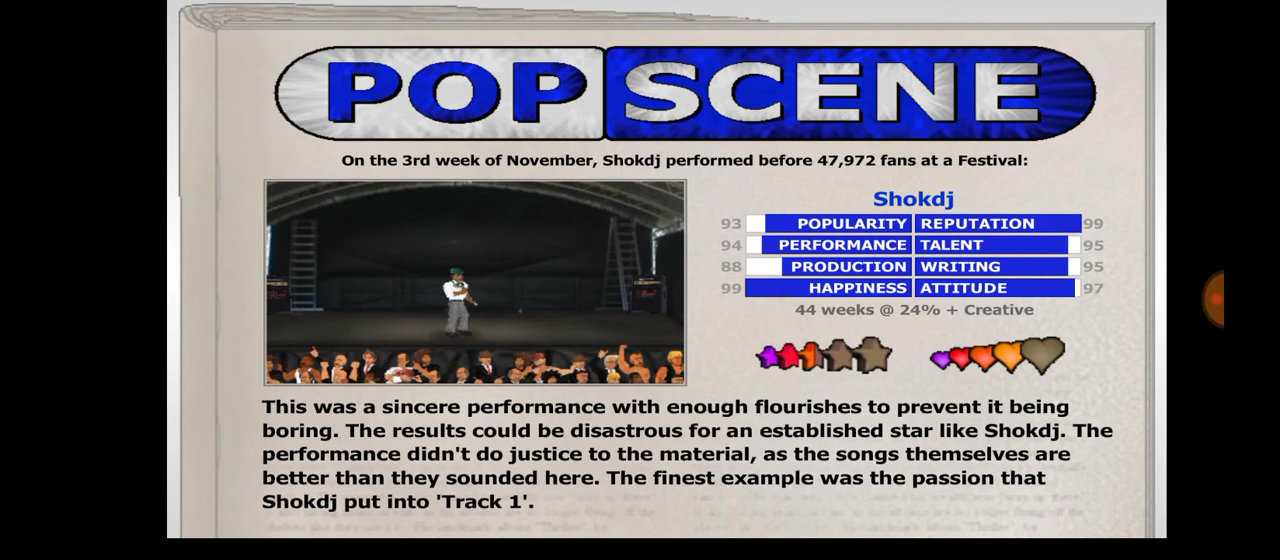 POP SCENE
On the 3rd week of November, Shokdj performed before 47,972 fans at a Festival:
Shokdj
93 POPULARITY REPUTATION 99
94 PERFORMANCE TALENT 95
88 PRODUCTION WRITING 95
99 HAPPINESS ATTITUDE 97
44 weeks @ 24% + Creative
This was a sincere performance with enough flourishes to prevent it being
boring. The results could be disastrous for an established star like Shokdj. The
performance didn't do justice to the material, as the songs themselves are
better than they sounded here. The finest example was the passion that
Shokdj put into 'Track 1'.